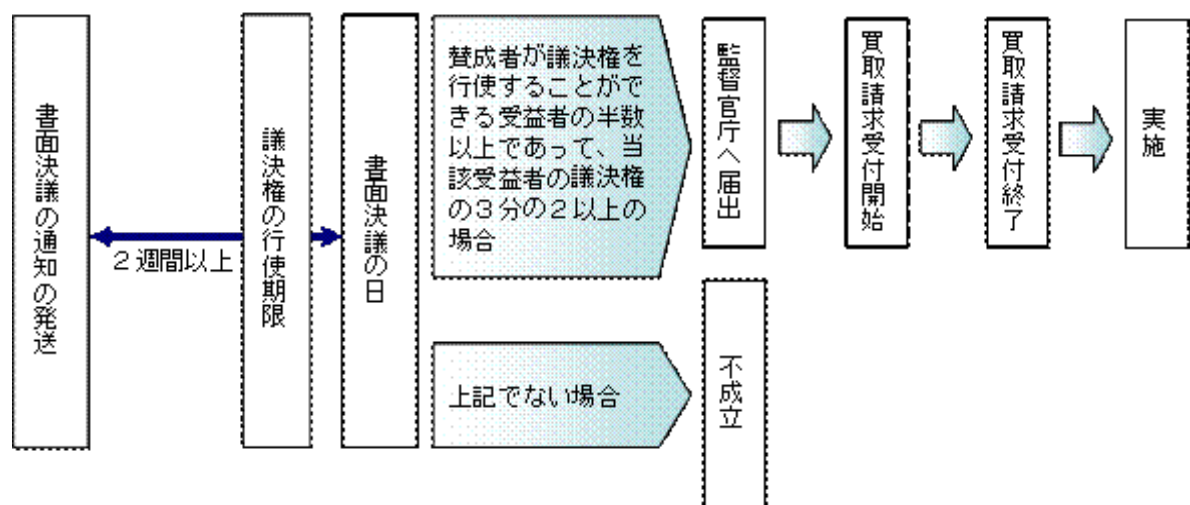 書面決議の通知の発送
2週間以上
議決権の行使期限
書面決議の日
賛成者が議決権を
行使することがで
きる受益者の半数
以上であって、当
該受益者の議決権
の3分の2以上の
場合
監督官庁へ届出
買取請求受付開始
買取請求受付終了
実施
上記でない場合
不成立